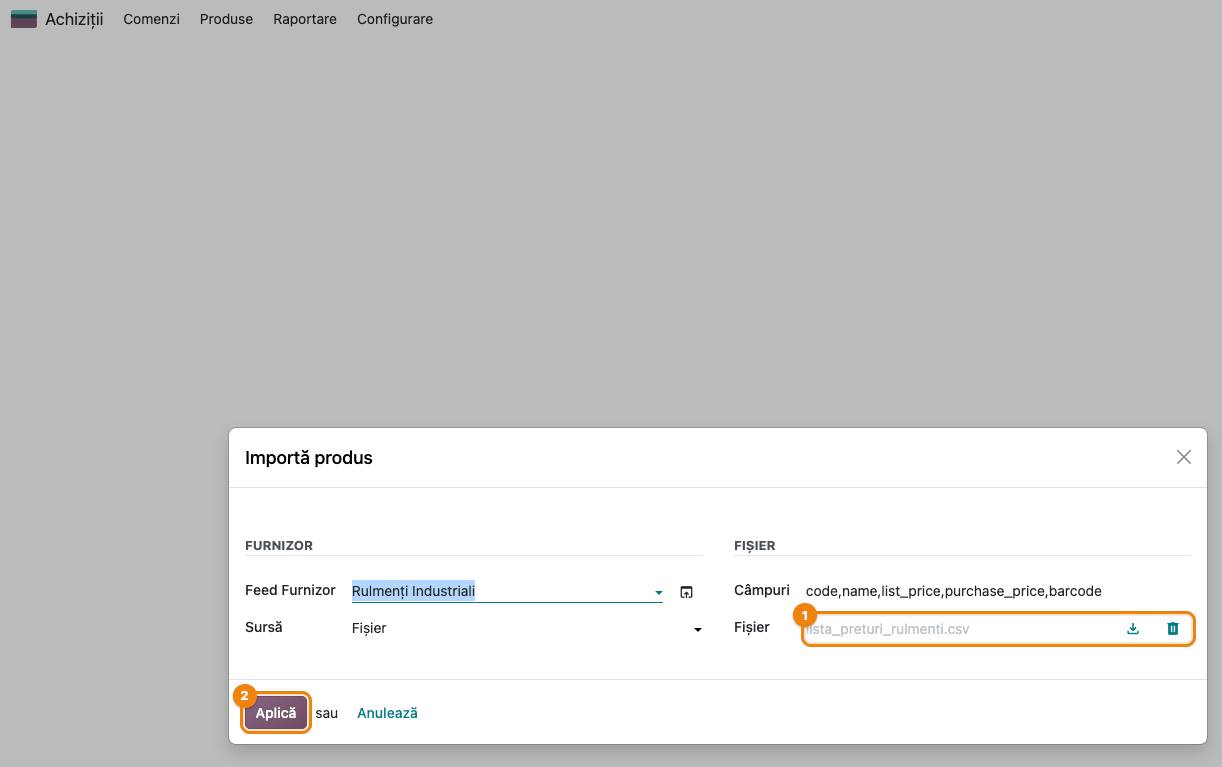 Achiziții Comenzi Produse Raportare Configurare
Importă produs
FURNIZOR
Feed Furnizor Rulmenți Industriali
Sursă Fișier
FIȘIER
Câmpuri code,name,list_price,purchase_price,barcode
1
Fișier lista_preturi_rulmenti.csv
2
Aplică sau Anulează